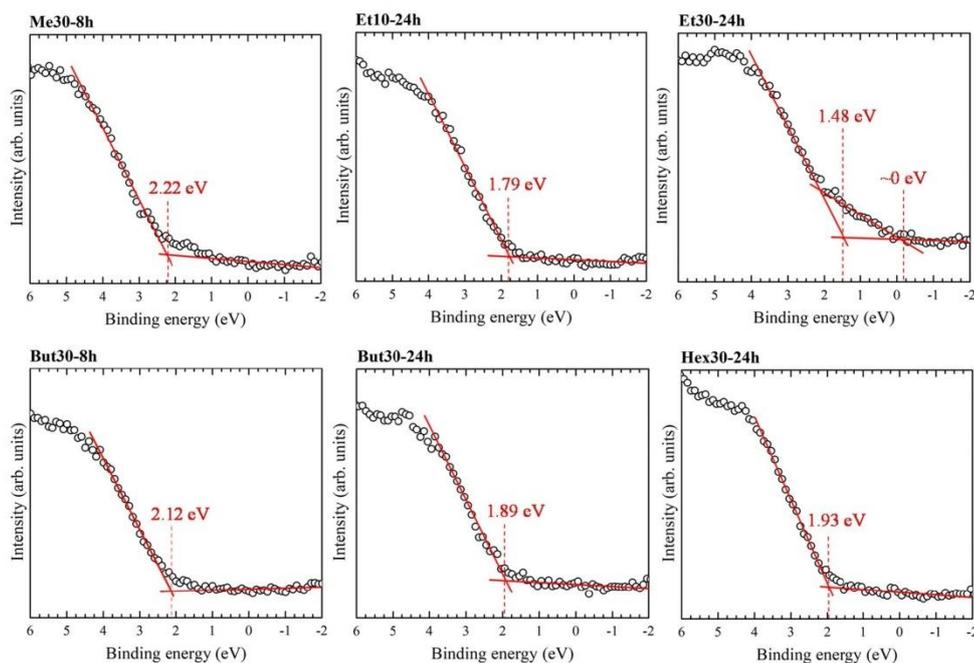 Me30-8h
Intensity (arb. units)
2.22 eV
6 5 4 3 2 1 0 -1 -2
Binding energy (eV)
Et10-24h
Intensity (arb. units)
1.79 eV
6 5 4 3 2 1 0 -1 -2
Binding energy (eV)
Et30-24h
Intensity (arb. units)
1.48 eV
~0 eV
6 5 4 3 2 1 0 -1 -2
Binding energy (eV)
But30-8h
Intensity (arb. units)
2.12 eV
6 5 4 3 2 1 0 -1 -2
Binding energy (eV)
But30-24h
Intensity (arb. units)
1.89 eV
6 5 4 3 2 1 0 -1 -2
Binding energy (eV)
Hex30-24h
Intensity (arb. units)
1.93 eV
6 5 4 3 2 1 0 -1 -2
Binding energy (eV)